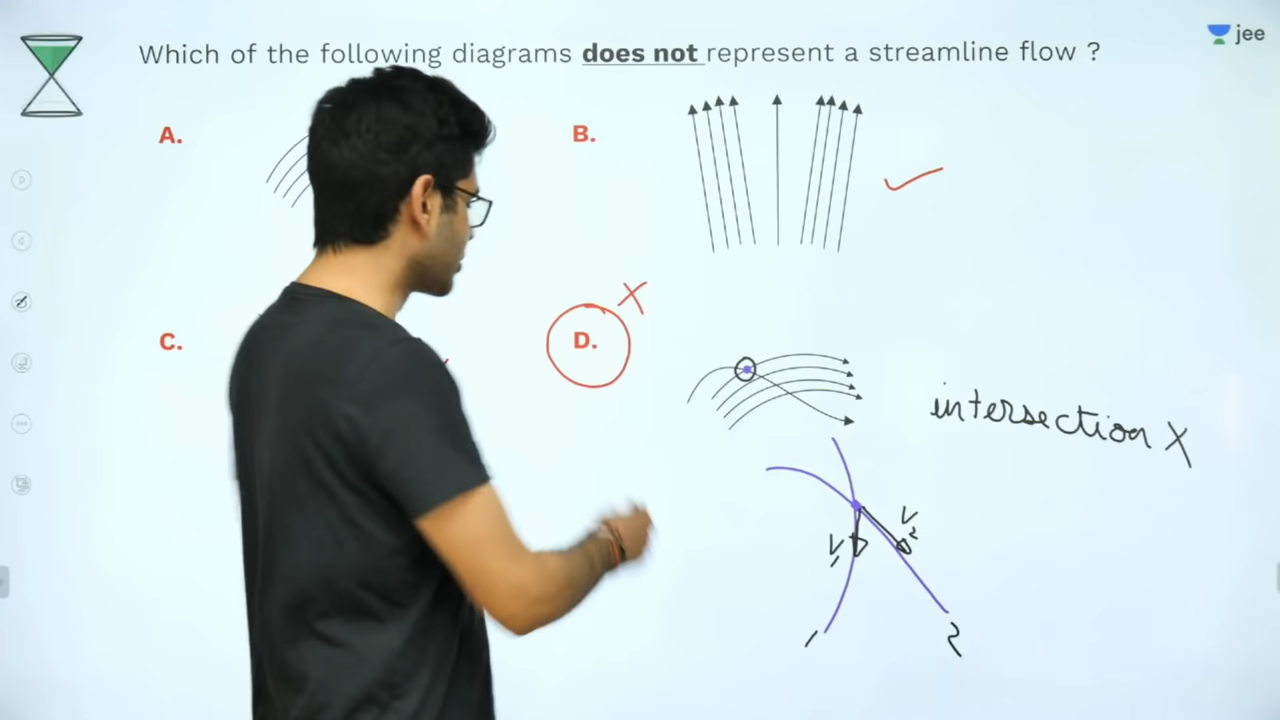 jee
Which of the following diagrams does not represent a streamline flow ?
A.
B.
C.
D.
X
intersection X
V1
V2
1
2